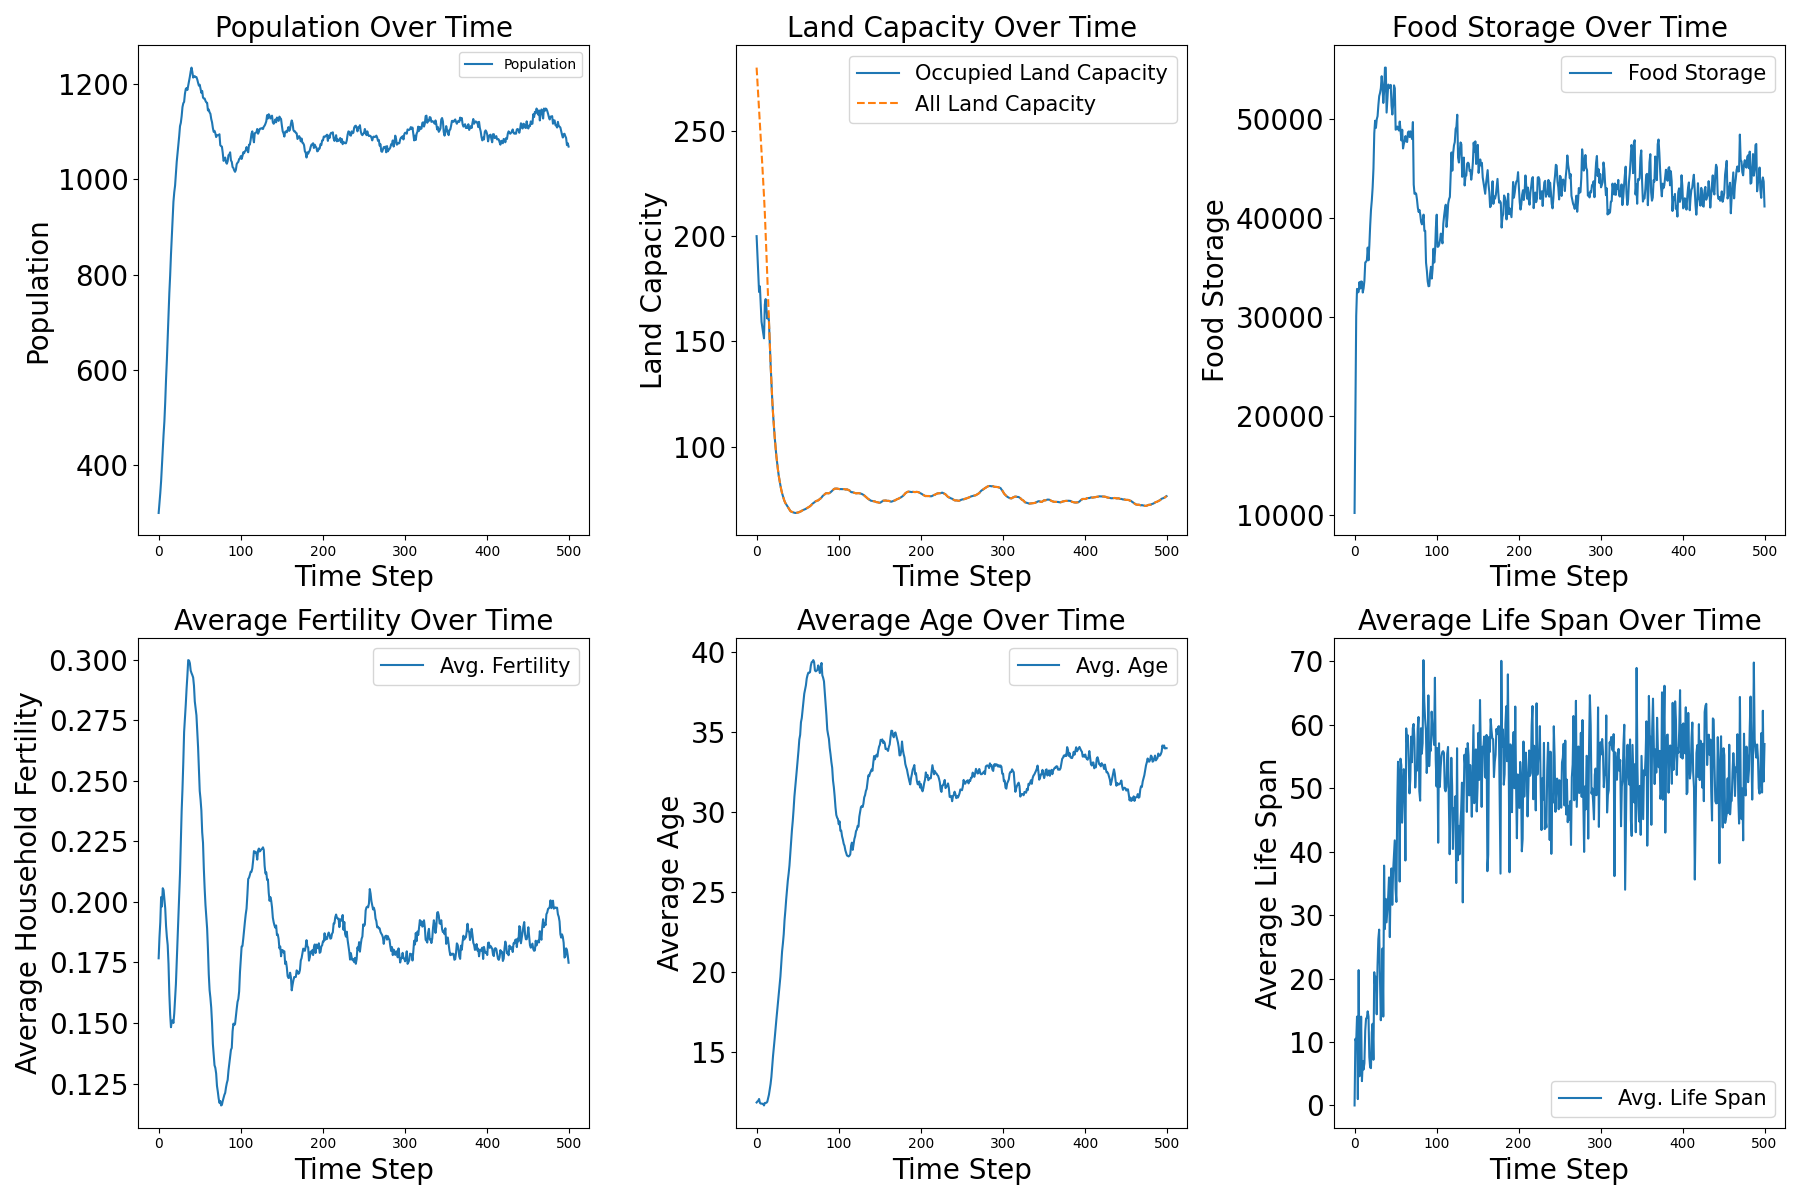 Population Over Time
Population
1200
1000
800
600
400
Population
0 100 200 300 400 500
Time Step
Land Capacity Over Time
Occupied Land Capacity
All Land Capacity
250
200
150
100
Land Capacity
0 100 200 300 400 500
Time Step
Food Storage Over Time
Food Storage
50000
40000
30000
20000
10000
Food Storage
0 100 200 300 400 500
Time Step
Average Fertility Over Time
Avg. Fertility
0.300
0.275
0.250
0.225
0.200
0.175
0.150
0.125
Average Household Fertility
0 100 200 300 400 500
Time Step
Average Age Over Time
Avg. Age
40
35
30
25
20
15
Average Age
0 100 200 300 400 500
Time Step
Average Life Span Over Time
70
60
50
40
30
20
10
0
Average Life Span
Avg. Life Span
0 100 200 300 400 500
Time Step